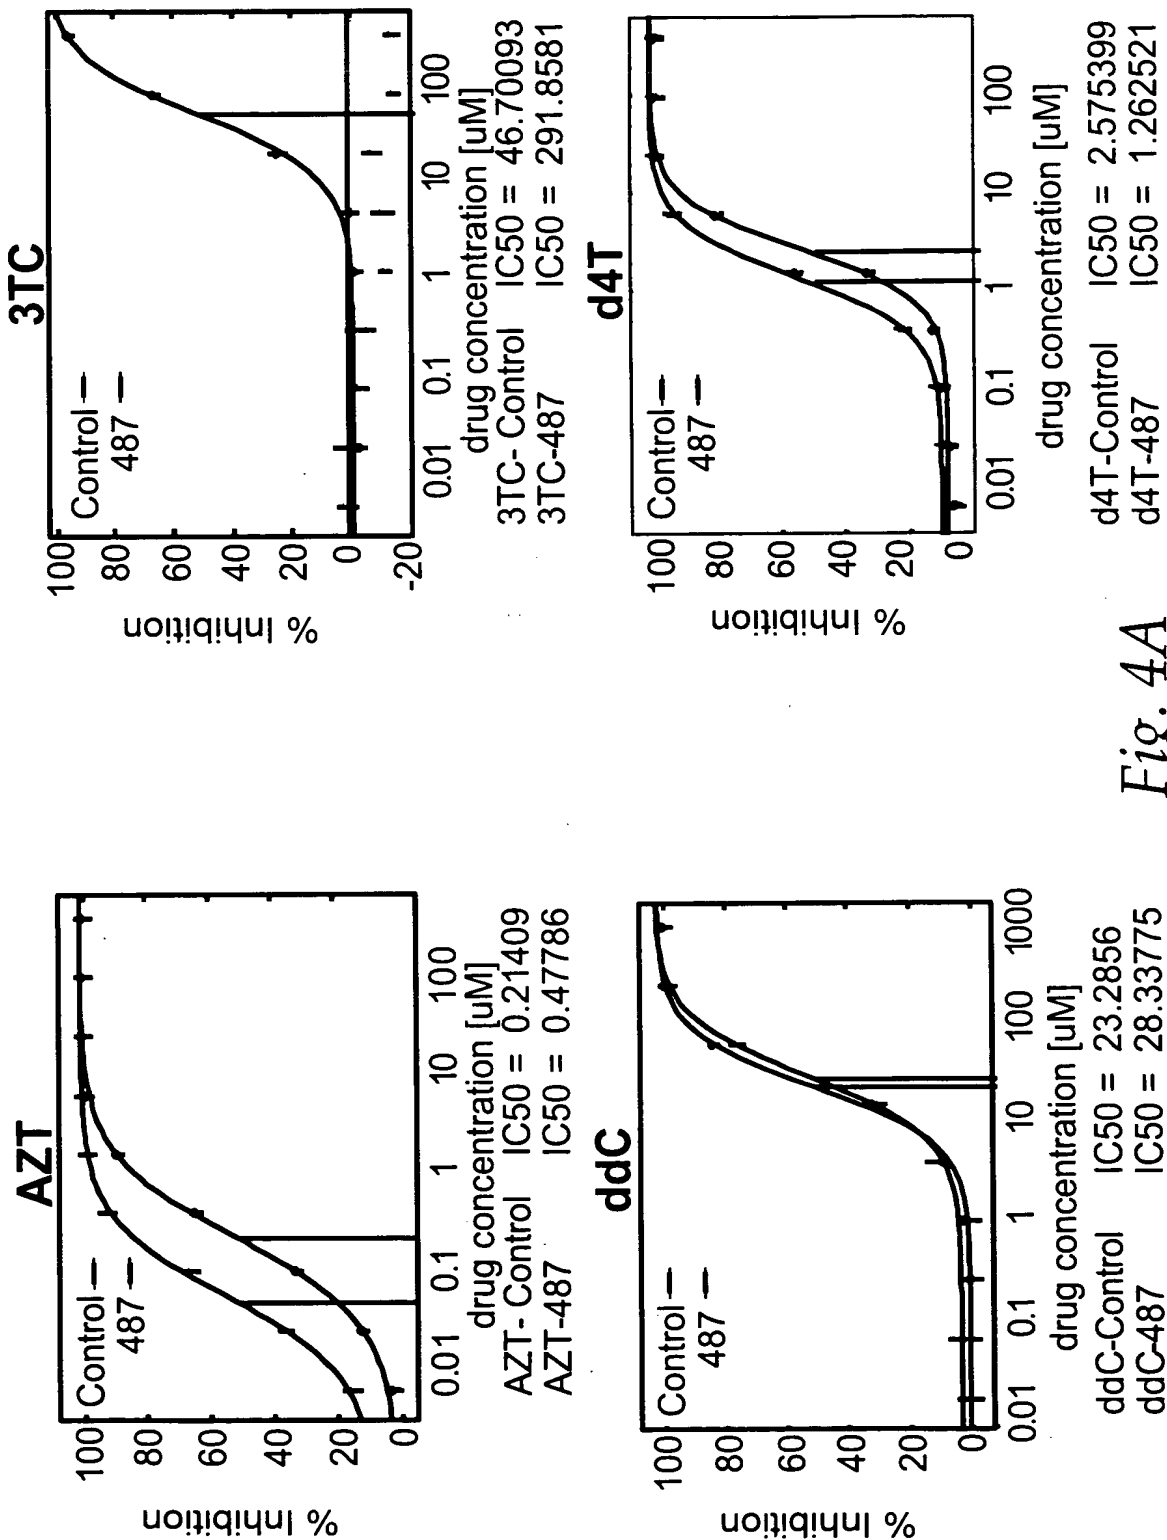 AZT
Control
487
% Inhibition
100
80
60
40
20
0
0.01
0.1
1
10
100
drug concentration [uM]
AZT- Control IC50 = 0.21409
AZT-487 IC50 = 0.47786
3TC
Control
487
% Inhibition
100
80
60
40
20
0
-20
0.01
0.1
1
10
100
drug concentration [uM]
3TC- Control IC50 = 46.70093
3TC-487 IC50 = 291.8581
ddC
Control
487
% Inhibition
100
80
60
40
20
0
0.01
0.1
1
10
100
1000
drug concentration [uM]
ddC-Control IC50 = 23.2856
ddC-487 IC50 = 28.33775
d4T
Control
487
% Inhibition
100
80
60
40
20
0
0.01
0.1
1
10
100
drug concentration [uM]
d4T-Control IC50 = 2.575399
d4T-487 IC50 = 1.262521
Fig. 4A